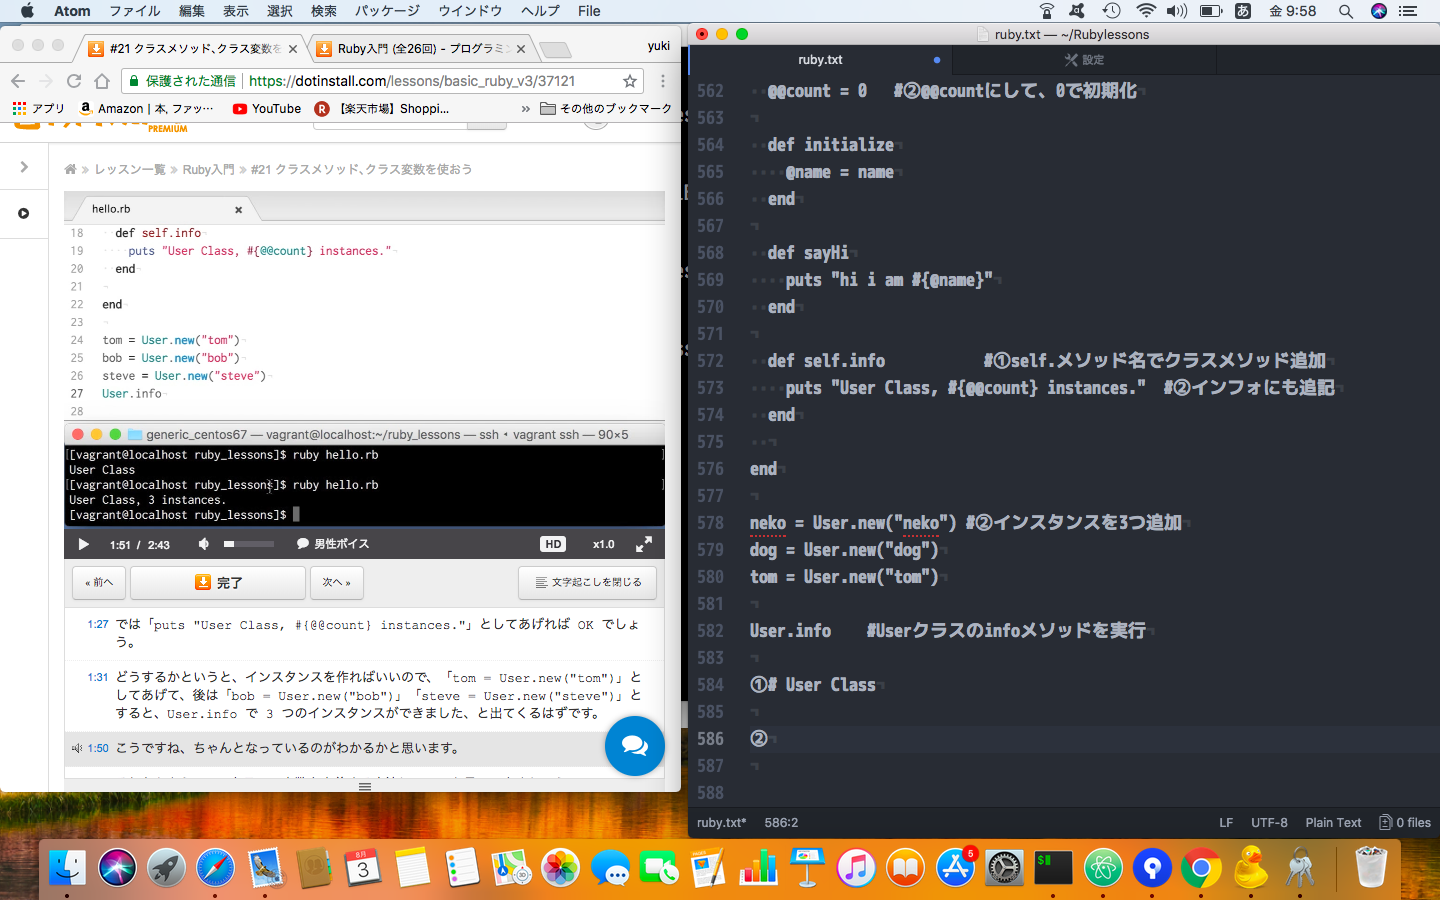 Atom ファイル 編集 表示 選択 検索 パッケージ ウインドウ ヘルプ File
金 9:58
#21 クラスメソッド、クラス変数を
Ruby入門 (全26回) - プログラミン
yuki
保護された通信 https://dotinstall.com/lessons/basic_ruby_v3/37121
アプリ Amazon | 本, ファッ… YouTube 【楽天市場】Shoppi… » その他のブックマーク
PREMIUM
» レッスン一覧 » Ruby入門 » #21 クラスメソッド、クラス変数を使おう
hello.rb
18 def self.info
19 puts "User Class, #{@@count} instances."
20 end
21
22 end
23
24 tom = User.new("tom")
25 bob = User.new("bob")
26 steve = User.new("steve")
27 User.info
28
generic_centos67 — vagrant@localhost:~/ruby_lessons — ssh • vagrant ssh — 90×5
[[vagrant@localhost ruby_lessons]$ ruby hello.rb ]
User Class
[[vagrant@localhost ruby_lessons]$ ruby hello.rb ]
User Class, 3 instances.
[vagrant@localhost ruby_lessons]$
1:51 / 2:43 男性ボイス HD x1.0
« 前へ 完了 次へ » 文字起こしを閉じる
1:27 では「puts "User Class, #{@@count} instances."」としてあげれば OK でしょ
う。
1:31 どうするかというと、インスタンスを作ればいいので、「tom = User.new("tom")」と
してあげて、後は「bob = User.new("bob")」「steve = User.new("steve")」と
すると、User.info で 3 つのインスタンスができました、と出てくるはずです。
1:50 こうですね、ちゃんとなっているのがわかるかと思います。
ruby.txt — ~/Rubylessons
ruby.txt 設定
562 @@count = 0 #②@@countにして、0で初期化
563
564 def initialize
565 @name = name
566 end
567
568 def sayHi
569 puts "hi i am #{@name}"
570 end
571
572 def self.info #①self.メソッド名でクラスメソッド追加
573 puts "User Class, #{@@count} instances." #②インフォにも追記
574 end
575
576 end
577
578 neko = User.new("neko") #②インスタンスを3つ追加
579 dog = User.new("dog")
580 tom = User.new("tom")
581
582 User.info #Userクラスのinfoメソッドを実行
583
584 ①# User Class
585
586 ②
587
588
ruby.txt* 586:2 LF UTF-8 Plain Text 0 files
8月
3
5